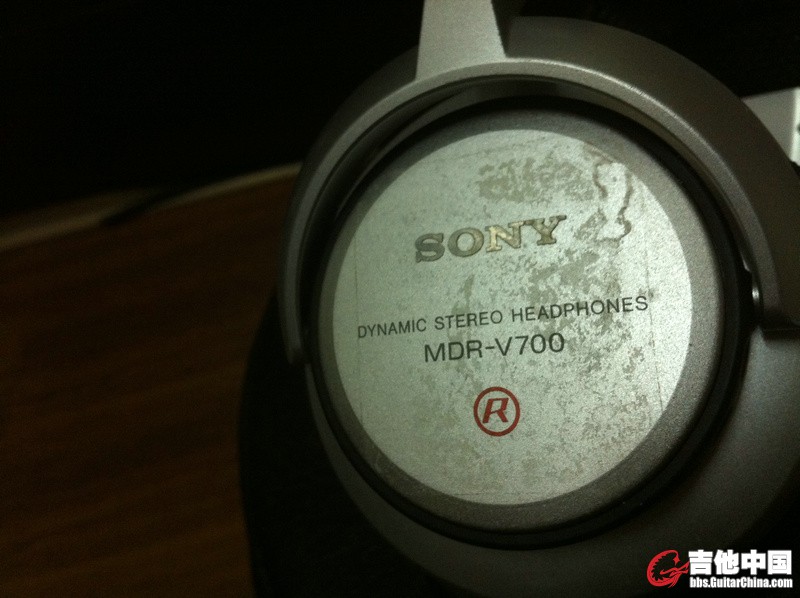 SONY
DYNAMIC STEREO HEADPHONES
MDR-V700
R
吉他中国
bbs.GuitarChina.com